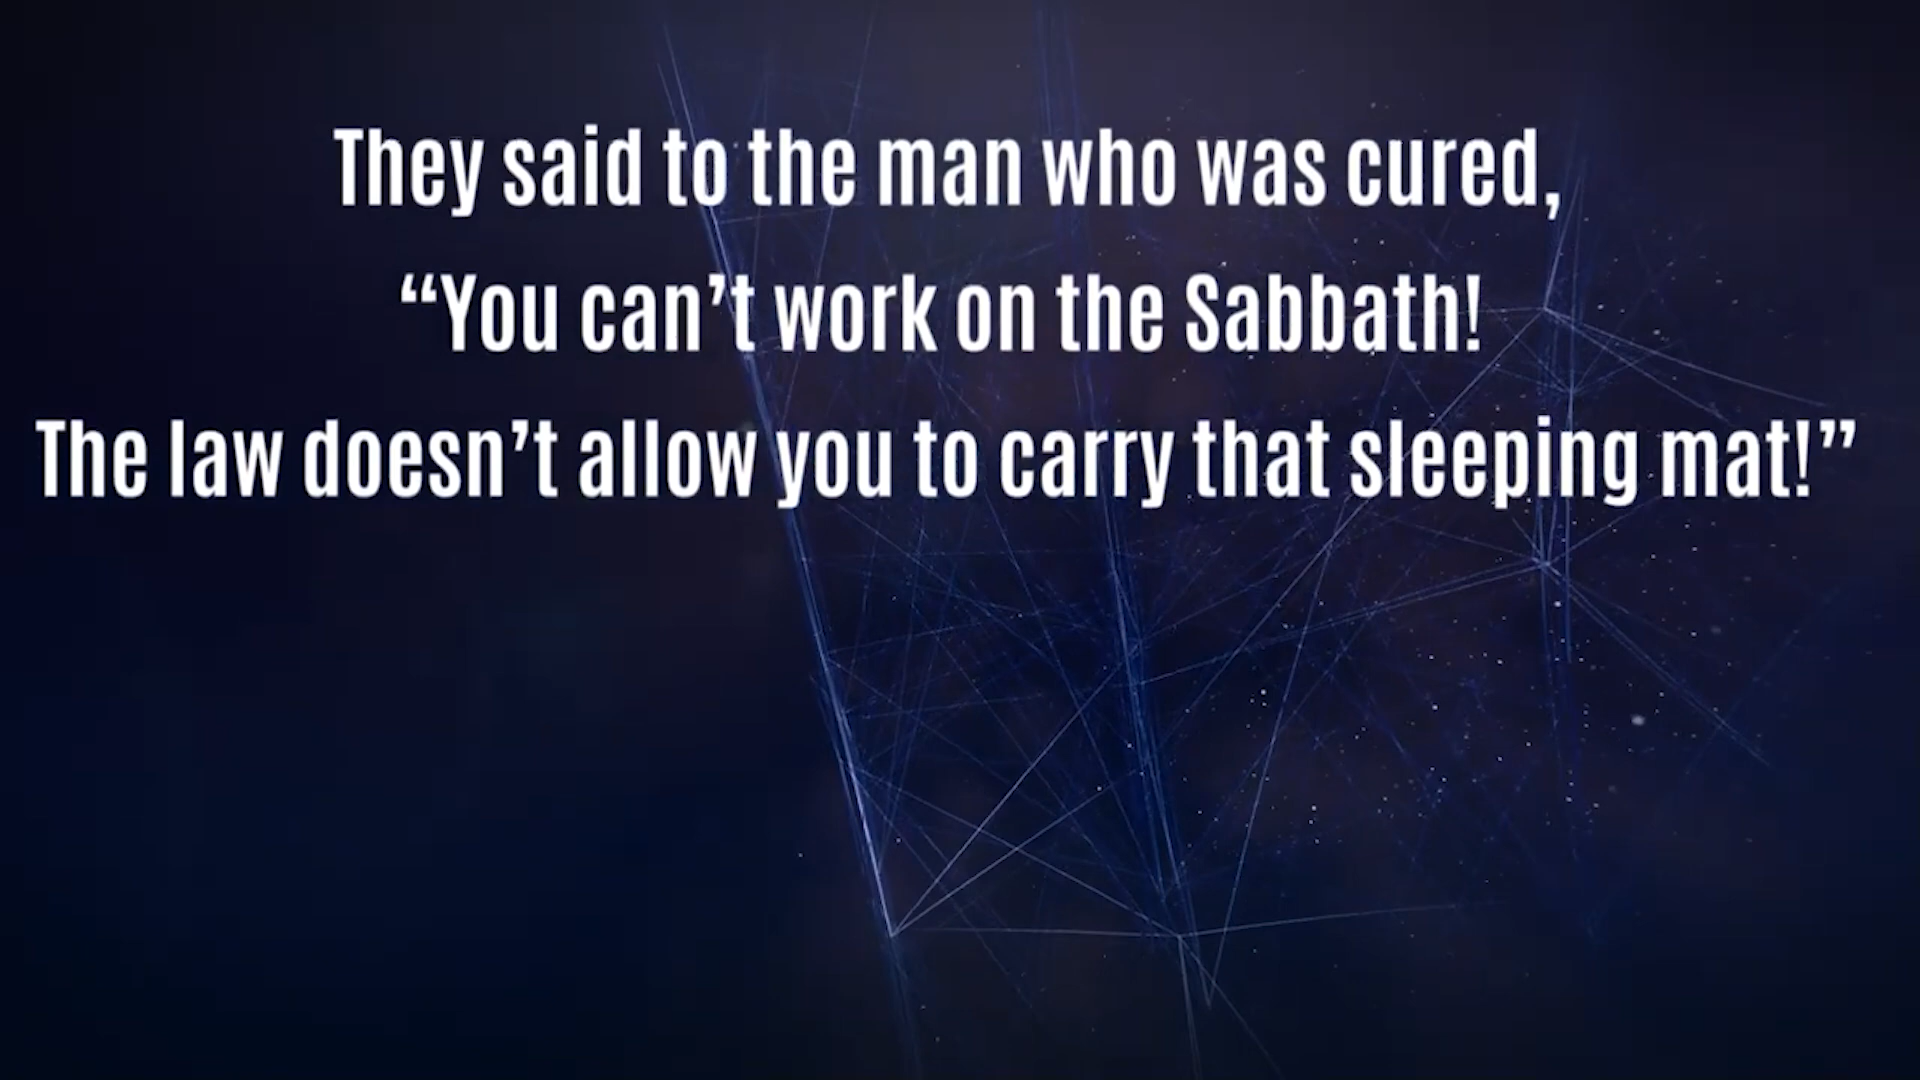 They said to the man who was cured,
“You can’t work on the Sabbath!
The law doesn’t allow you to carry that sleeping mat!”